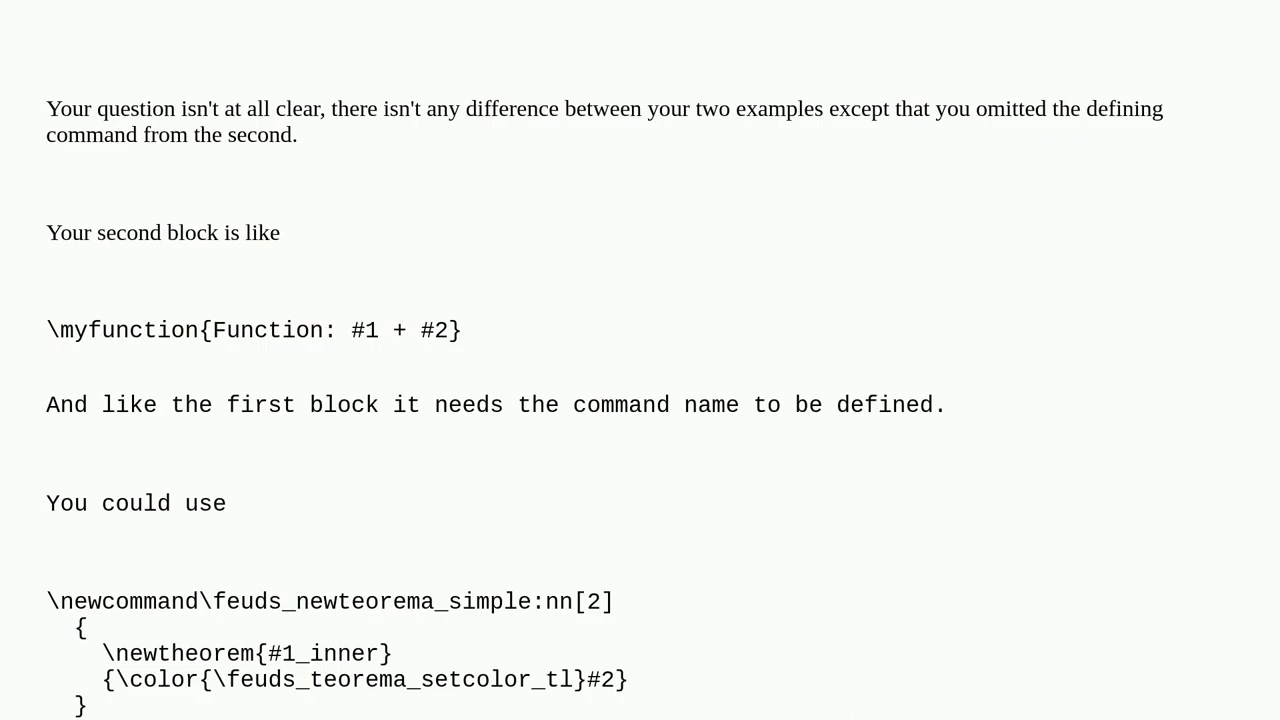 Your question isn't at all clear, there isn't any difference between your two examples except that you omitted the defining
command from the second.
Your second block is like
\myfunction{Function: #1 + #2}
And like the first block it needs the command name to be defined.
You could use
\newcommand\feuds_newteorema_simple:nn[2]
  {
    \newtheorem{#1_inner}
    {\color{\feuds_teorema_setcolor_tl}#2}
  }